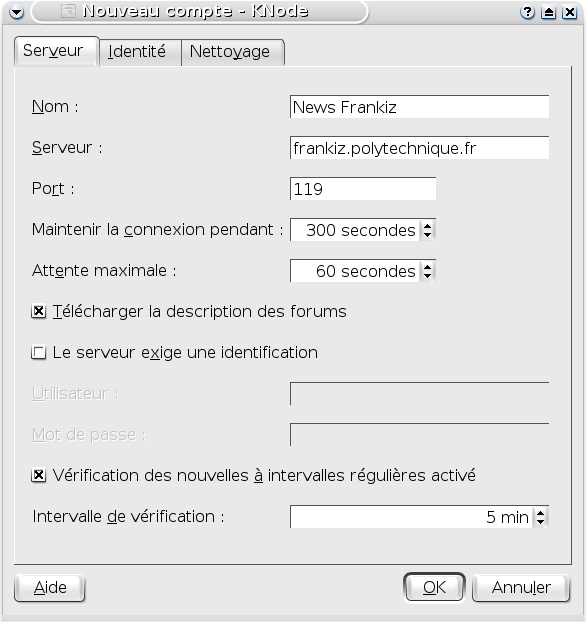 Nouveau compte - KNode
Serveur Identité Nettoyage
Nom : News Frankiz
Serveur : frankiz.polytechnique.fr
Port : 119
Maintenir la connexion pendant : 300 secondes
Attente maximale : 60 secondes
Télécharger la description des forums
Le serveur exige une identification
Utilisateur :
Mot de passe :
Vérification des nouvelles à intervalles régulières activé
Intervalle de vérification : 5 min
Aide OK Annuler